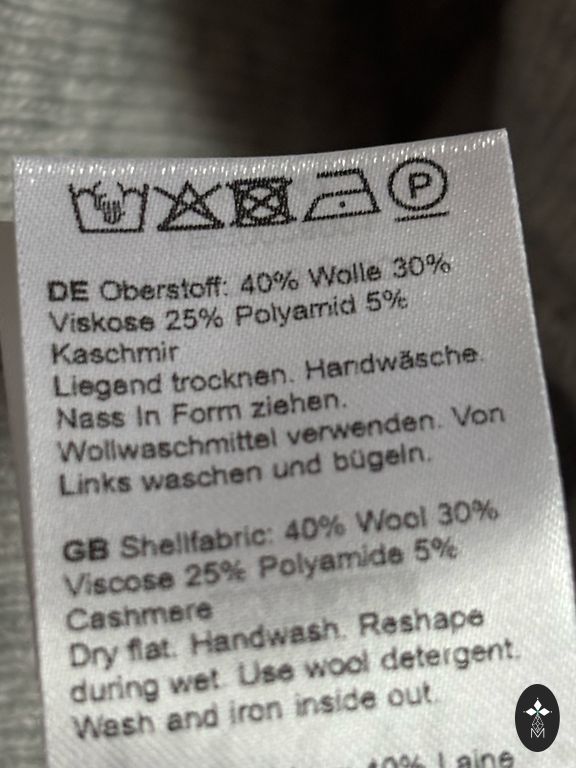 P
DE Oberstoff: 40% Wolle 30%
Viskose 25% Polyamid 5%
Kaschmir
Liegend trocknen. Handwäsche.
Nass In Form ziehen.
Wollwaschmittel verwenden. Von
Links waschen und bügeln.
GB Shellfabric: 40% Wool 30%
Viscose 25% Polyamide 5%
Cashmere
Dry flat. Handwash. Reshape
during wet. Use wool detergent.
Wash and iron inside out.
40% Laine
M